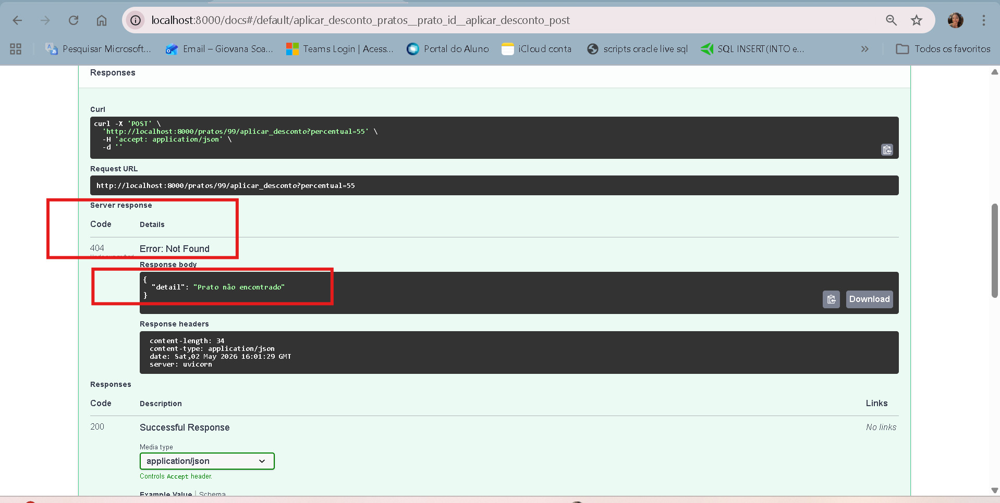 localhost:8000/docs#/default/aplicar_desconto_pratos__prato_id__aplicar_desconto_post
Pesquisar Microsoft...
Email – Giovana Soa...
Teams Login | Acess...
Portal do Aluno
iCloud conta
scripts oracle live sql
SQL INSERT(INTO e...
»
Todos os favoritos
Responses
Curl
curl -X 'POST' \
'http://localhost:8000/pratos/99/aplicar_desconto?percentual=55' \
-H 'accept: application/json' \
-d ''
Request URL
http://localhost:8000/pratos/99/aplicar_desconto?percentual=55
Server response
Code Details
404 Error: Not Found
Response body
{
"detail": "Prato não encontrado"
}
Download
Response headers
content-length: 34
content-type: application/json
date: Sat,02 May 2026 16:01:29 GMT
server: uvicorn
Responses
Code Description Links
200 Successful Response No links
Media type
application/json
Controls Accept header.
Example Value | Schema